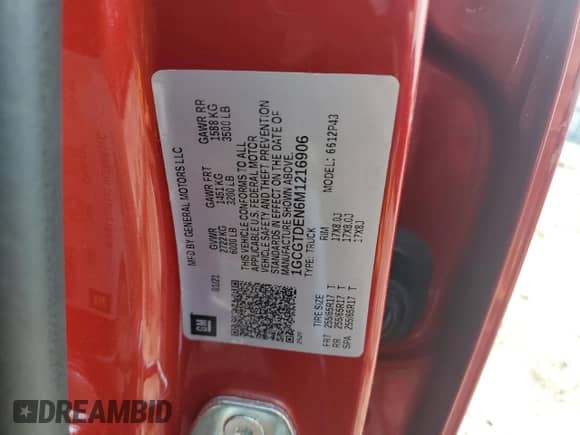 MFD BY GENERAL MOTORS LLC
01/21
GVWR
2722 KG
6000 LB
GAWR FRT
1451 KG
3200 LB
GAWR RR
1588 KG
3500 LB
THIS VEHICLE CONFORMS TO ALL
APPLICABLE U.S. FEDERAL MOTOR
VEHICLE SAFETY AND THEFT PREVENTION
STANDARDS IN EFFECT ON THE DATE OF
MANUFACTURE SHOWN ABOVE.
1GCGTDEN6M1216906
TYPE: TRUCK
MODEL: 6512P43
GM
TIRE SIZE RIM
FRT 255/65R17 T 17X8.0J
RR 255/65R17 T 17X8.0J
SPA 255/65R17 T 17X8J
DREAMBID